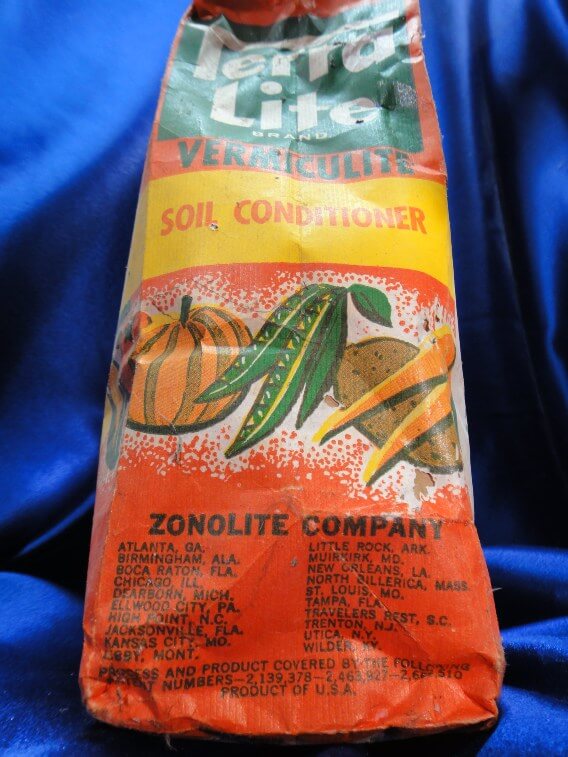 Terra
Lite
BRAND
VERMICULITE
SOIL CONDITIONER
ZONOLITE COMPANY
ATLANTA, GA.
BIRMINGHAM, ALA.
BOCA RATON, FLA.
CHICAGO ILL.
DEARBORN, MICH.
ELLWOOD CITY, PA.
HIGH POINT, N.C.
JACKSONVILLE, FLA.
KANSAS CITY, MO.
LIBBY, MONT.
LITTLE ROCK, ARK.
MUIRKIRK, MD.
NEW ORLEANS, LA.
NORTH BILLERICA, MASS.
ST. LOUIS, MO.
TAMPA, FLA.
TRAVELERS REST, S.C.
TRENTON, N.J.
UTICA, N.Y.
WILDER, KY.
PROCESS AND PRODUCT COVERED BY THE FOLLOWING
PATENT NUMBERS—2,139,378—
PRODUCT OF U.S.A.